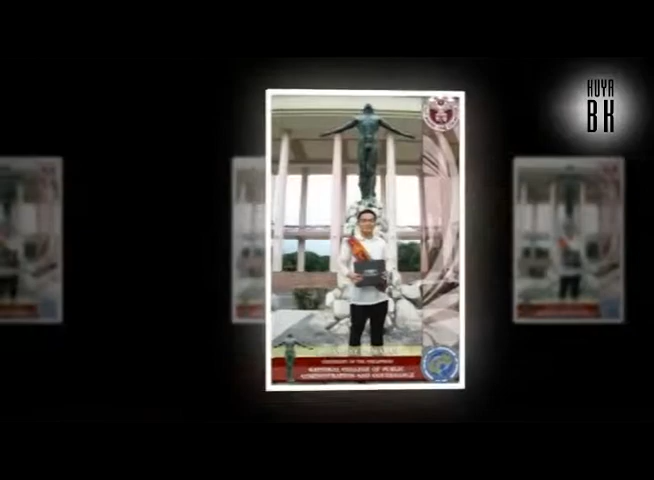 KUYA
BK
UNIVERSITY OF THE PHILIPPINES
NATIONAL COLLEGE OF PUBLIC
ADMINISTRATION AND GOVERNANCE